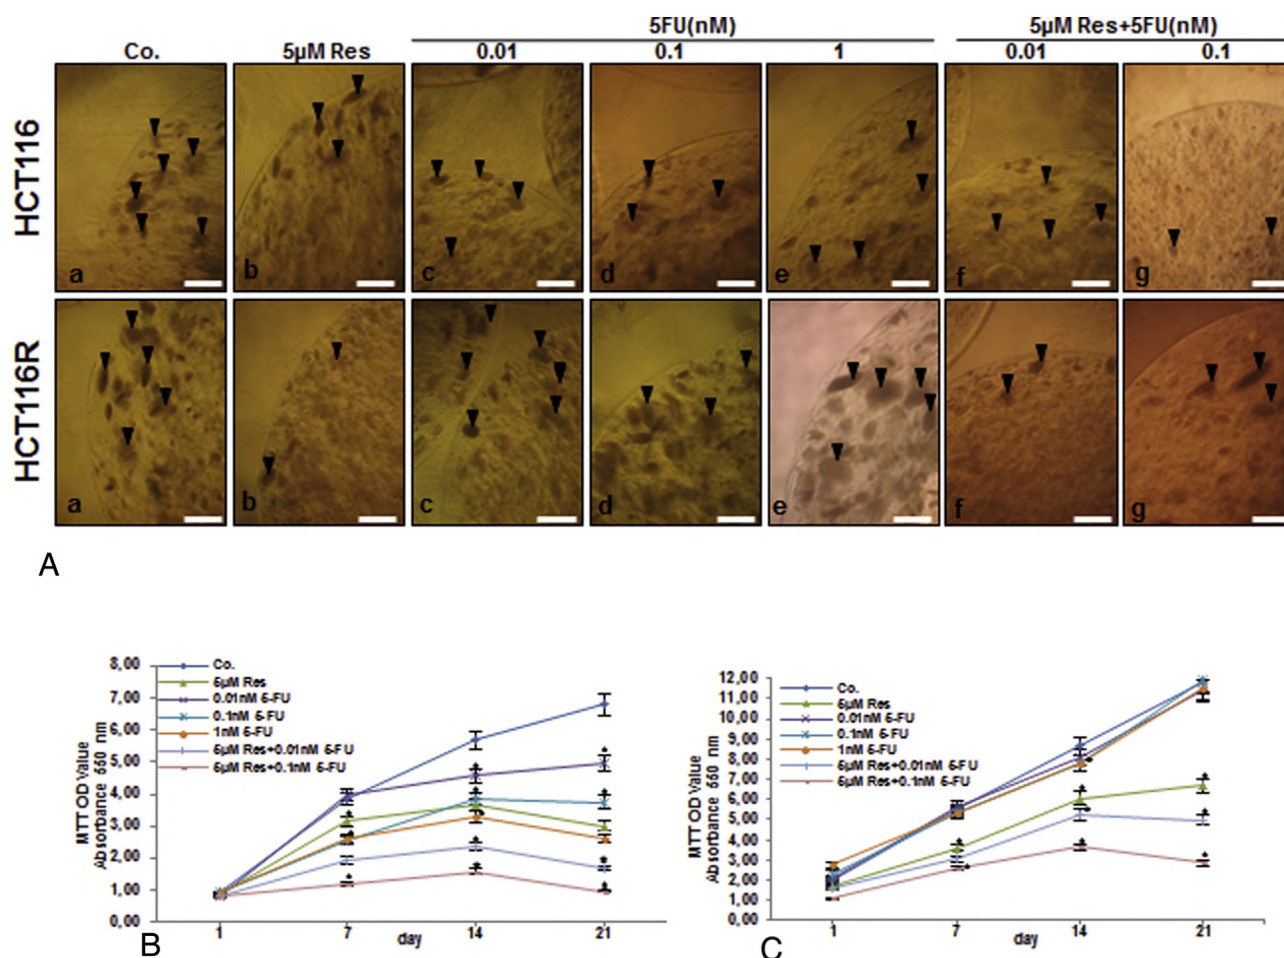 5FU(nM) 5µM Res+5FU(nM)
Co. 5µM Res 0.01 0.1 1 0.01 0.1
HCT116
a b c d e f g
HCT116R
a b c d e f g
A
8,00
7,00
6,00
5,00
4,00
3,00
2,00
1,00
0,00
MTT OD Value
Absorbance 550 nm
Co.
5µM Res
0.01nM 5-FU
0.1nM 5-FU
1nM 5-FU
5µM Res+0.01nM 5-FU
5µM Res+0.1nM 5-FU
1 7 14 21
day
B
12,00
11,00
10,00
9,00
8,00
7,00
6,00
5,00
4,00
3,00
2,00
1,00
0,00
MTT OD Value
Absorbance 550 nm
Co.
5µM Res
0.01nM 5-FU
0.1nM 5-FU
1nM 5-FU
5µM Res+0.01nM 5-FU
5µM Res+0.1nM 5-FU
1 7 14 21
day
C